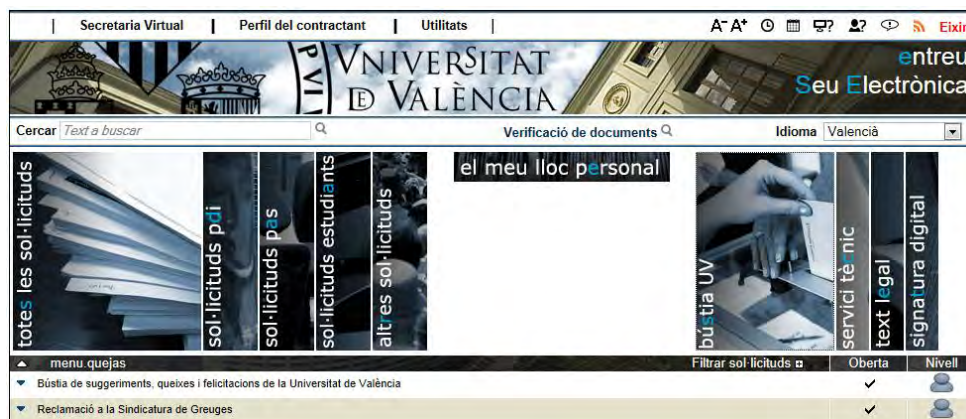 Secretaria Virtual | Perfil del contractant | Utilitats |
A- A+ Eixir
VNIVERSITAT
ID VALÈNCIA
entreu
Seu Electrònica
Cercar Text a buscar
Verificació de documents
Idioma Valencià
totes les sol·licituds
sol·licituds pdi
sol·licituds pas
sol·licituds estudiants
altres sol·licituds
el meu lloc personal
bústia UV
servici tècnic
text legal
signatura digital
menu.quejas
Filtrar sol·licituds
Oberta
Nivell
Bústia de suggeriments, queixes i felicitacions de la Universitat de València
Reclamació a la Sindicatura de Greuges